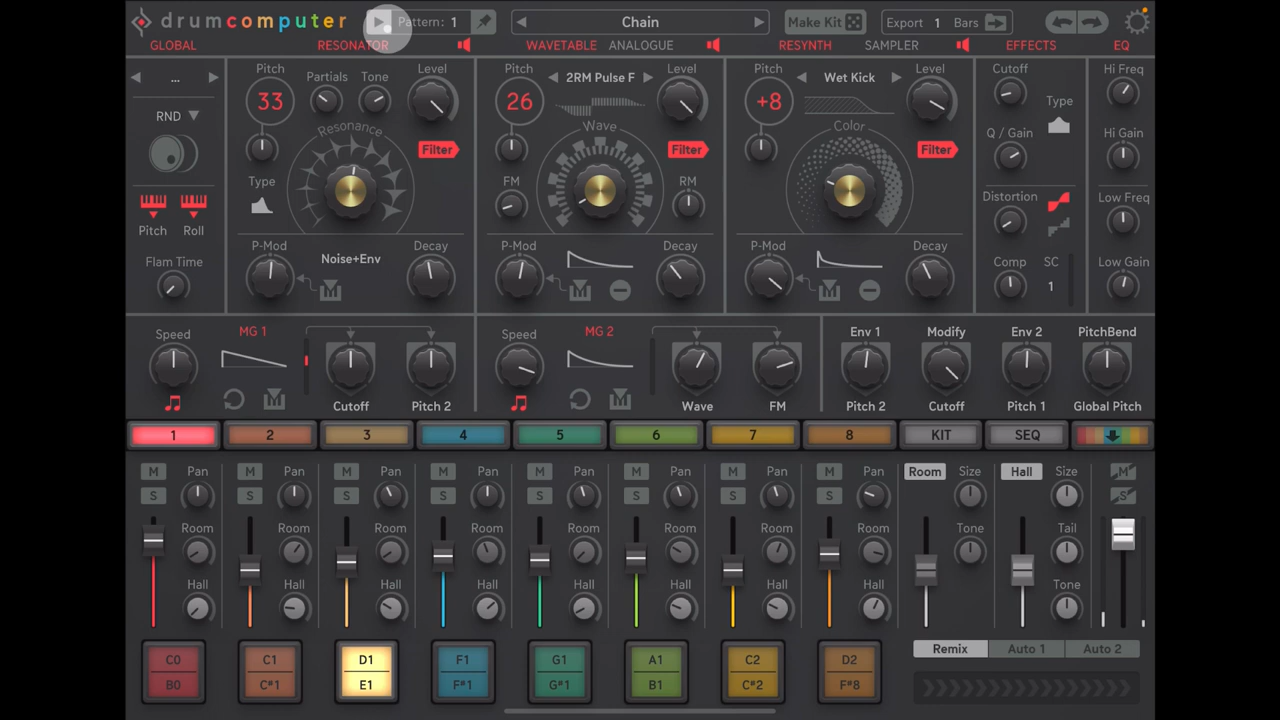 drumcomputer Pattern: 1 Chain Make Kit Export 1 Bars
GLOBAL RESONATOR WAVETABLE ANALOGUE RESYNTH SAMPLER EFFECTS EQ
... Pitch Partials Tone Level Pitch 2RM Pulse F Level Pitch Wet Kick Level Cutoff Hi Freq
33 26 +8 Type
RND Resonance Wave Color Q / Gain Hi Gain
Filter Filter Filter
Type FM RM Distortion Low Freq
Pitch Roll
P-Mod Noise+Env Decay P-Mod Decay P-Mod Decay Comp SC Low Gain
Flam Time M M M 1
Speed MG 1 Speed MG 2 Env 1 Modify Env 2 PitchBend
M M
Cutoff Pitch 2 Wave FM Pitch 2 Cutoff Pitch 1 Global Pitch
1 2 3 4 5 6 7 8 KIT SEQ
M Pan M Pan M Pan M Pan M Pan M Pan M Pan M Pan Room Size Hall Size M
S S S S S S S S S
Room Room Room Room Room Room Room Room Tone Tail
Hall Hall Hall Hall Hall Hall Hall Hall Tone
C0 C1 D1 F1 G1 A1 C2 D2 Remix Auto 1 Auto 2
B0 C#1 E1 F#1 G#1 B1 C#2 F#8